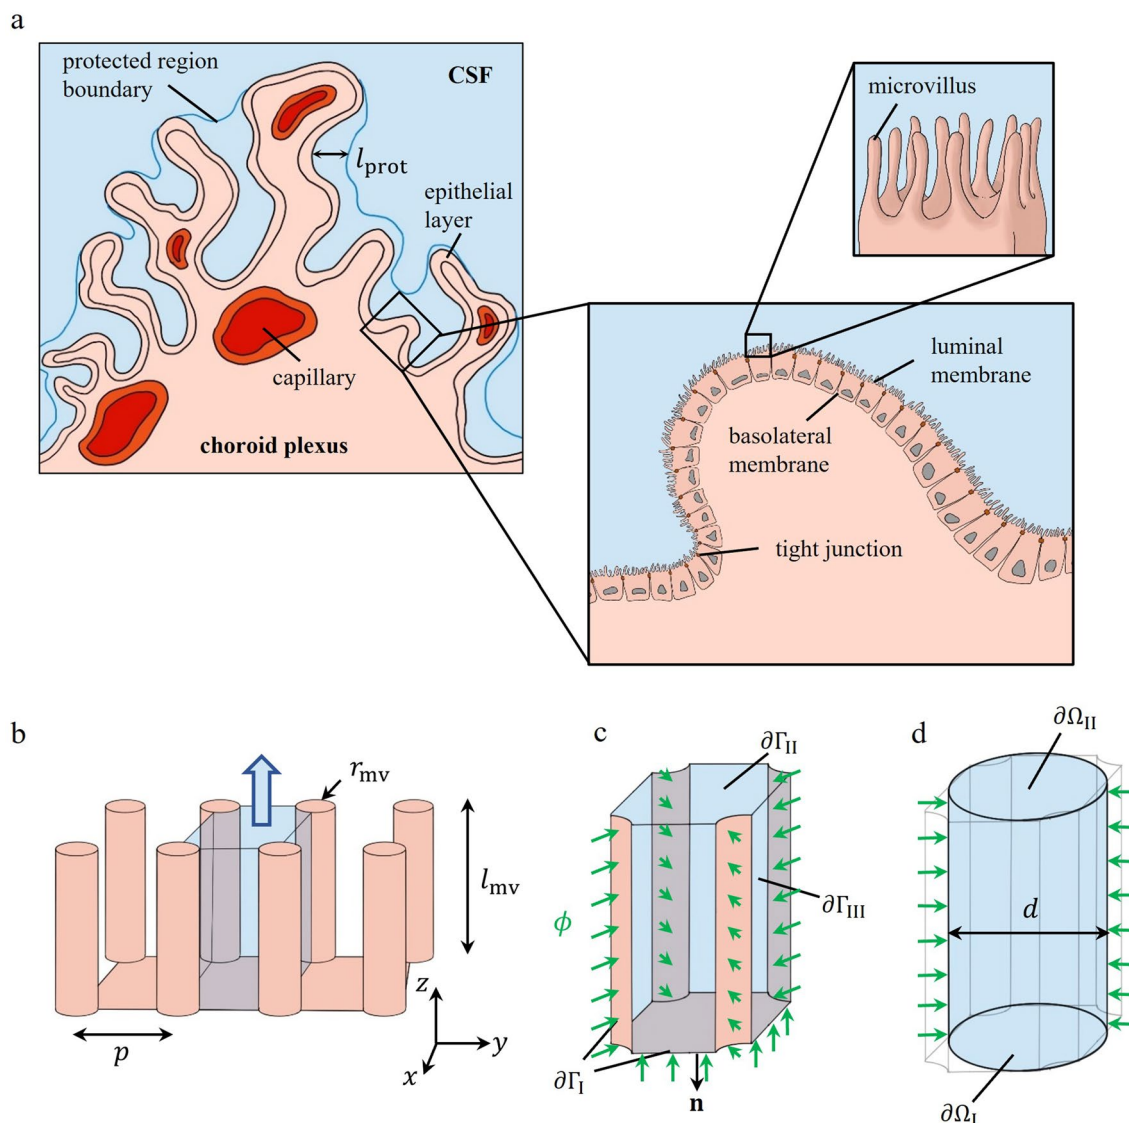 a
protected region
boundary
CSF
l_prot
epithelial
layer
capillary
choroid plexus
microvillus
luminal
membrane
basolateral
membrane
tight junction
b
r_mv
l_mv
p
z
y
x
c
∂Γ_II
∂Γ_III
ϕ
∂Γ_I
n
d
∂Ω_II
d
∂Ω_I